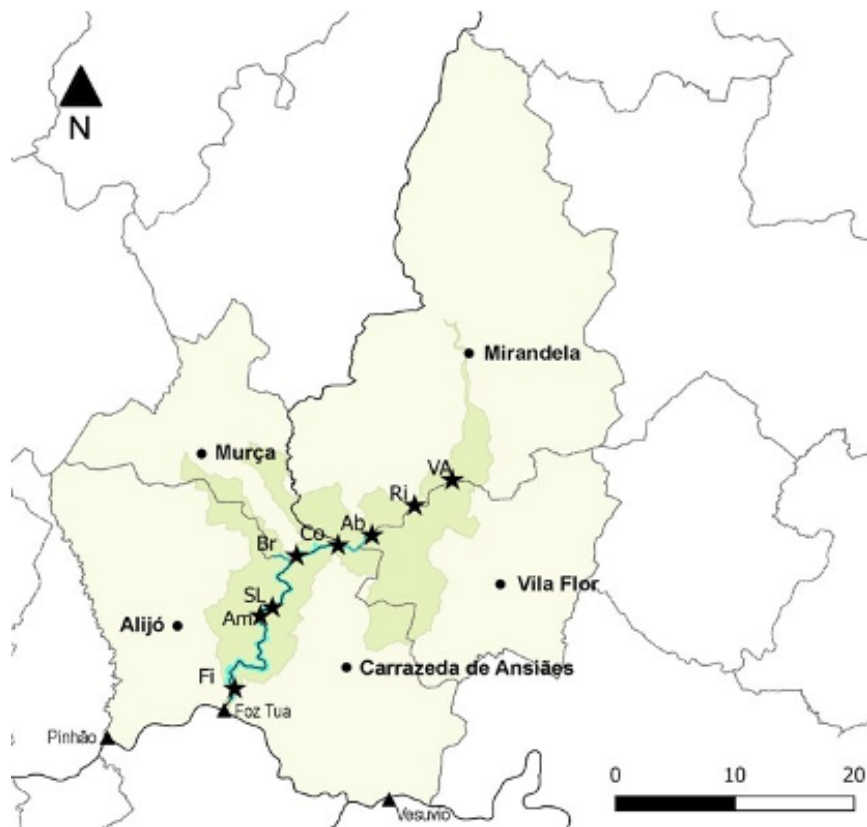 N
Mirandela
Murça
VA
Ri
Ab
Co
Br
Vila Flor
SL
Am
Alijó
Carrazeda de Ansiães
Fi
Foz Tua
Pinhão
0 10 20
Vesuvio